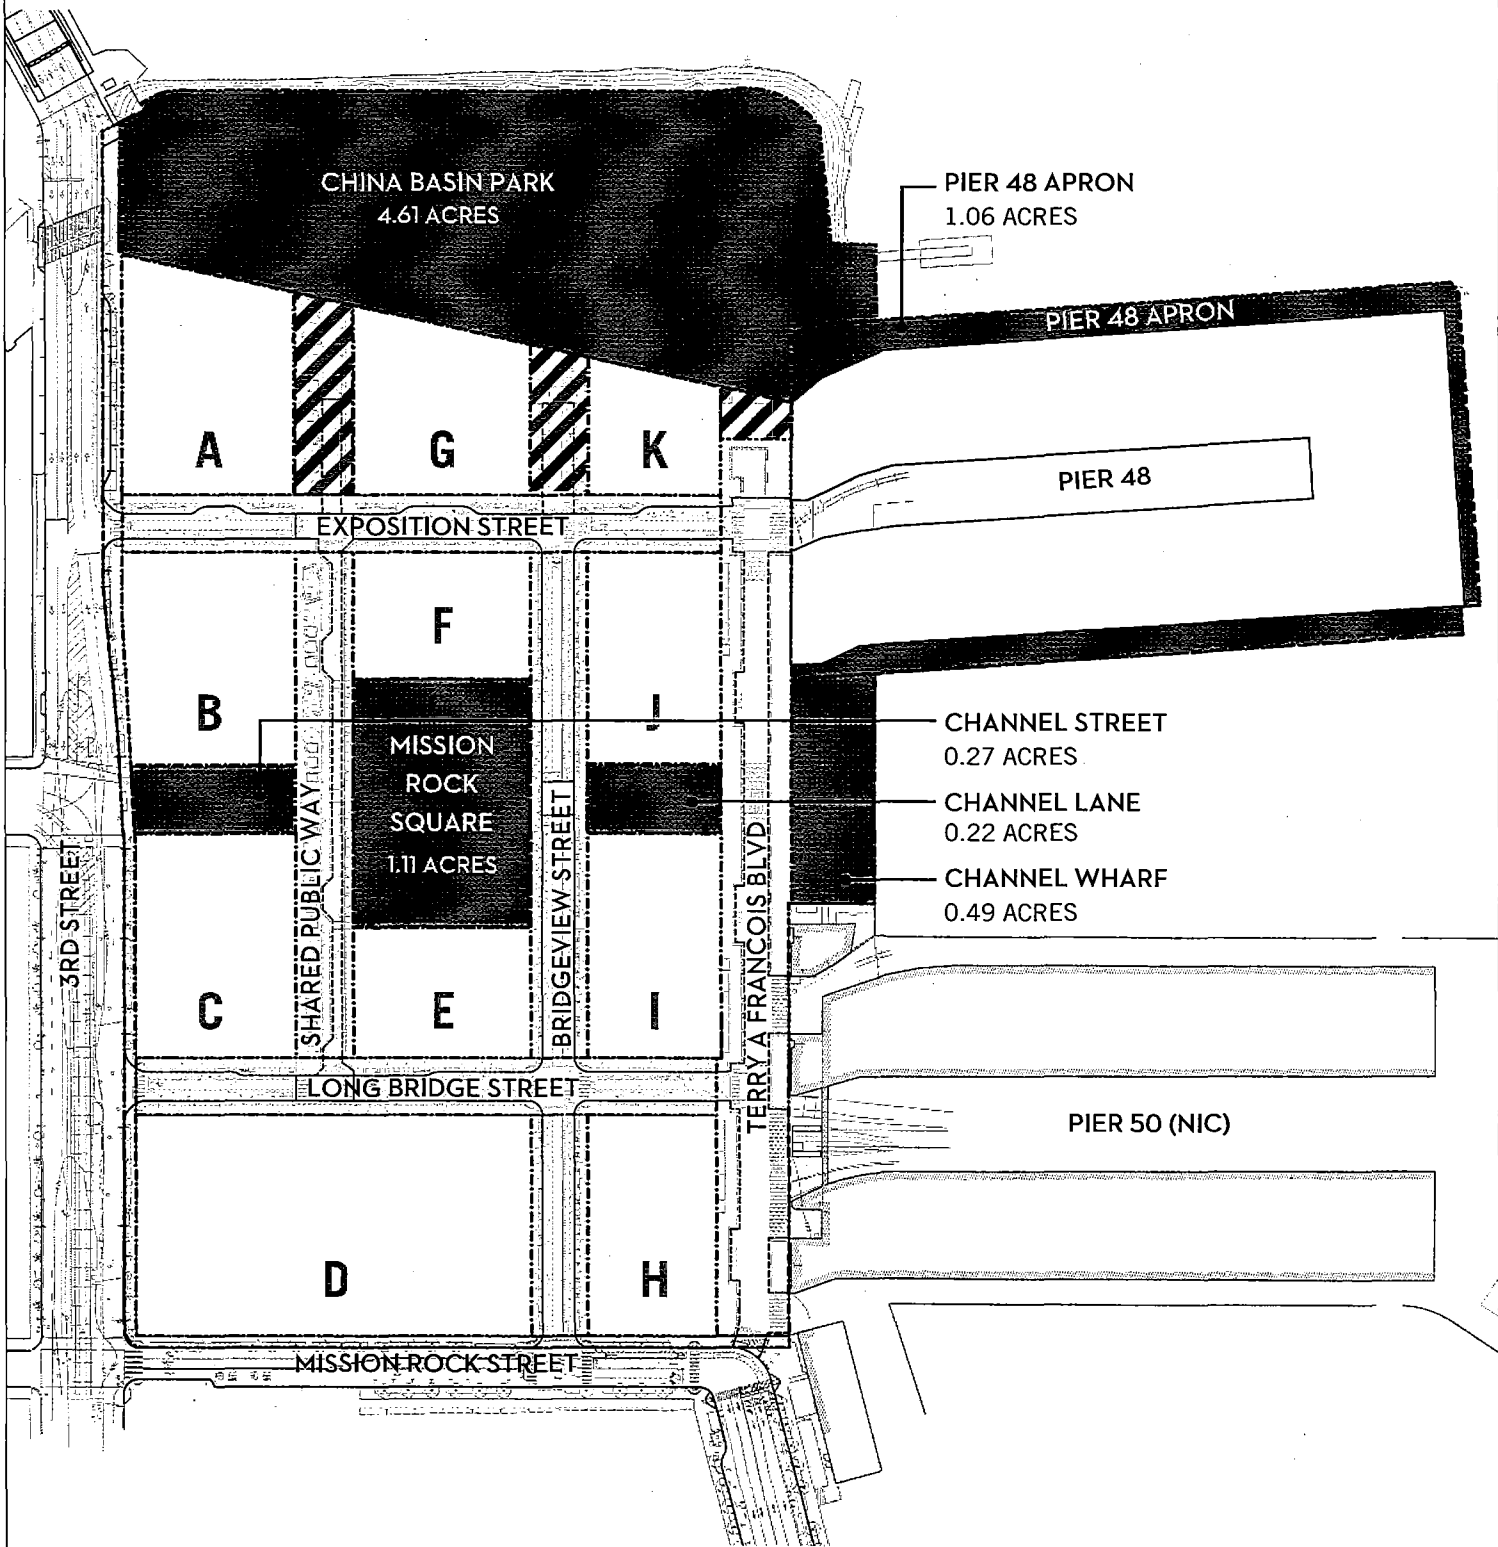 CHINA BASIN PARK
4.61 ACRES
PIER 48 APRON
1.06 ACRES
PIER 48 APRON
A
G
K
PIER 48
EXPOSITION STREET
F
B
J
MISSION
ROCK
SQUARE
1.11 ACRES
CHANNEL STREET
0.27 ACRES
CHANNEL LANE
0.22 ACRES
CHANNEL WHARF
0.49 ACRES
3RD STREET
SHARED PUBLIC WAY
BRIDGEVIEW STREET
TERRY A FRANCOIS BLVD
C
E
I
LONG BRIDGE STREET
PIER 50 (NIC)
D
H
MISSION ROCK STREET